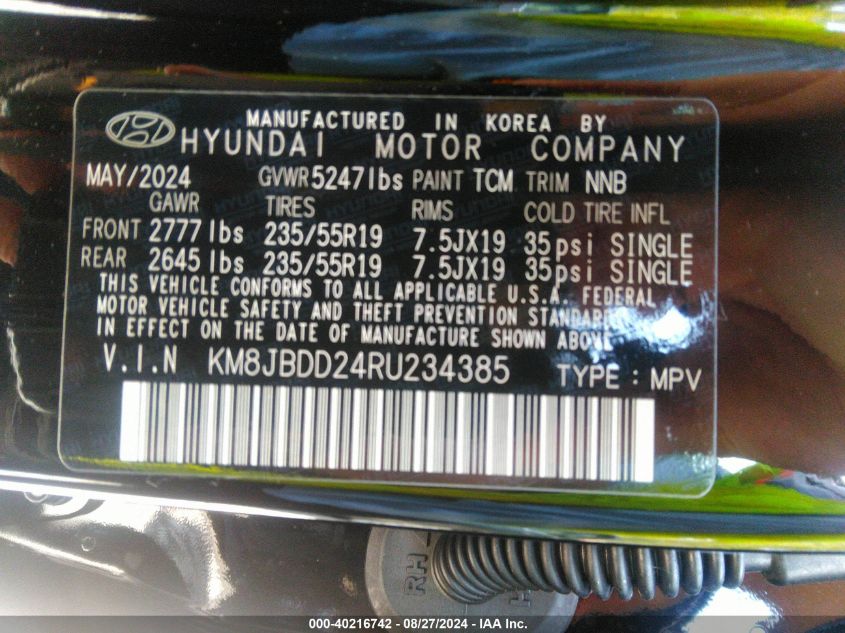 MANUFACTURED IN KOREA BY
HYUNDAI MOTOR COMPANY
MAY/2024 GVWR 5247lbs PAINT TCM TRIM NNB
GAWR TIRES RIMS COLD TIRE INFL
FRONT 2777 lbs 235/55R19 7.5JX19 35psi SINGLE
REAR 2645 lbs 235/55R19 7.5JX19 35psi SINGLE
THIS VEHICLE CONFORMS TO ALL APPLICABLE U.S.A. FEDERAL
MOTOR VEHICLE SAFETY AND THEFT PREVENTION STANDARDS
IN EFFECT ON THE DATE OF MANUFACTURE SHOWN ABOVE
V.I.N KM8JBDD24RU234385 TYPE : MPV
RH
000-40216742 / 08/27/2024 - IAA Inc.